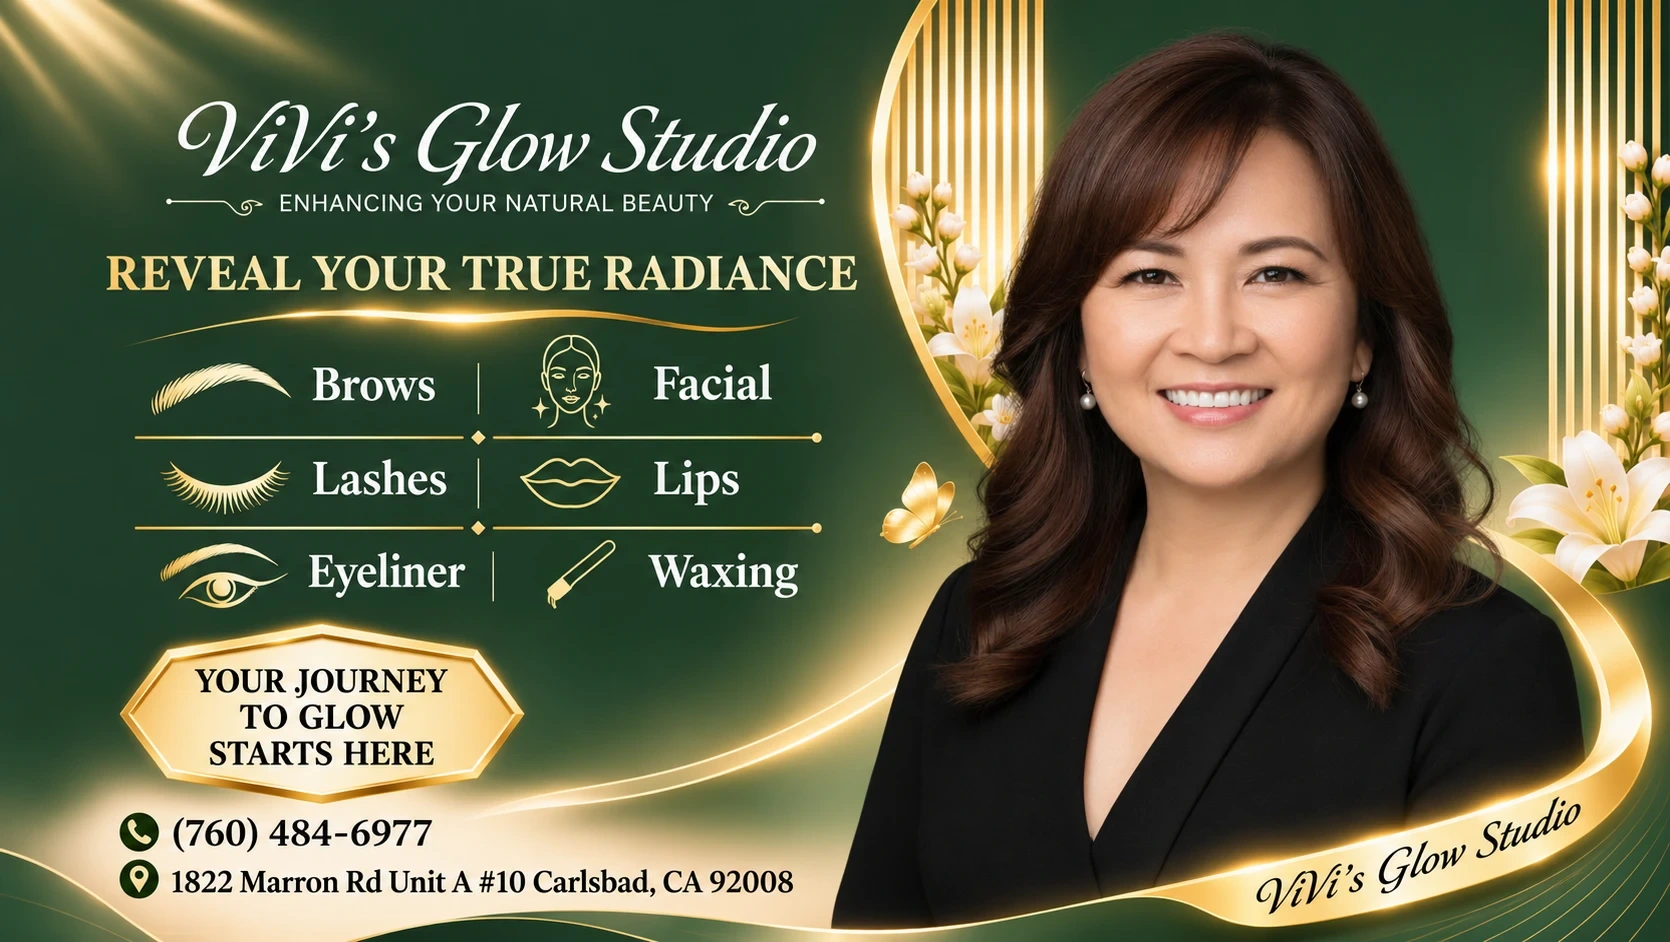 ViVi's Glow Studio
ENHANCING YOUR NATURAL BEAUTY
REVEAL YOUR TRUE RADIANCE
Brows
Facial
Lashes
Lips
Eyeliner
Waxing
YOUR JOURNEY
TO GLOW
STARTS HERE
(760) 484-6977
1822 Marron Rd Unit A #10 Carlsbad, CA 92008
ViVi's Glow Studio